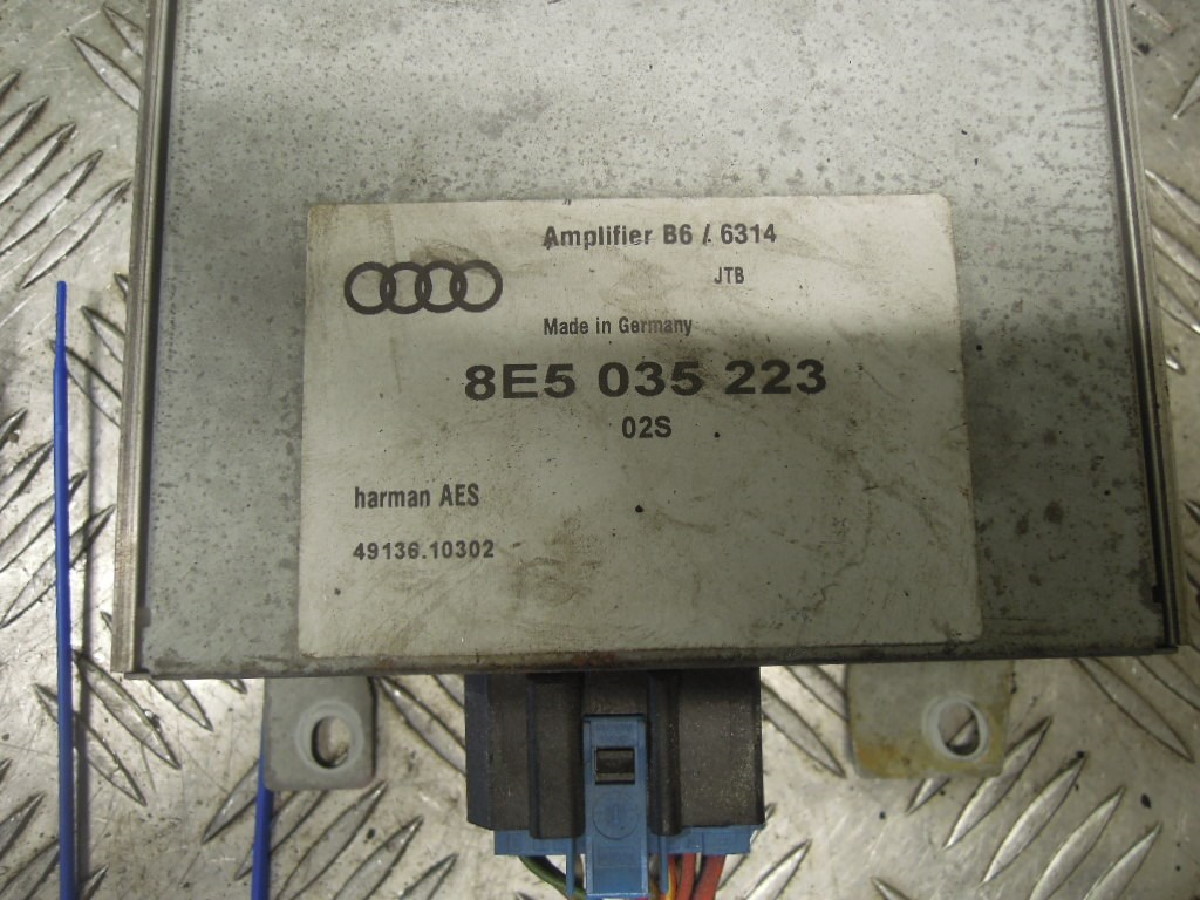 Amplifier B6 / 6314
JTB
Made in Germany
8E5 035 223
02S
harman AES
49136.10302